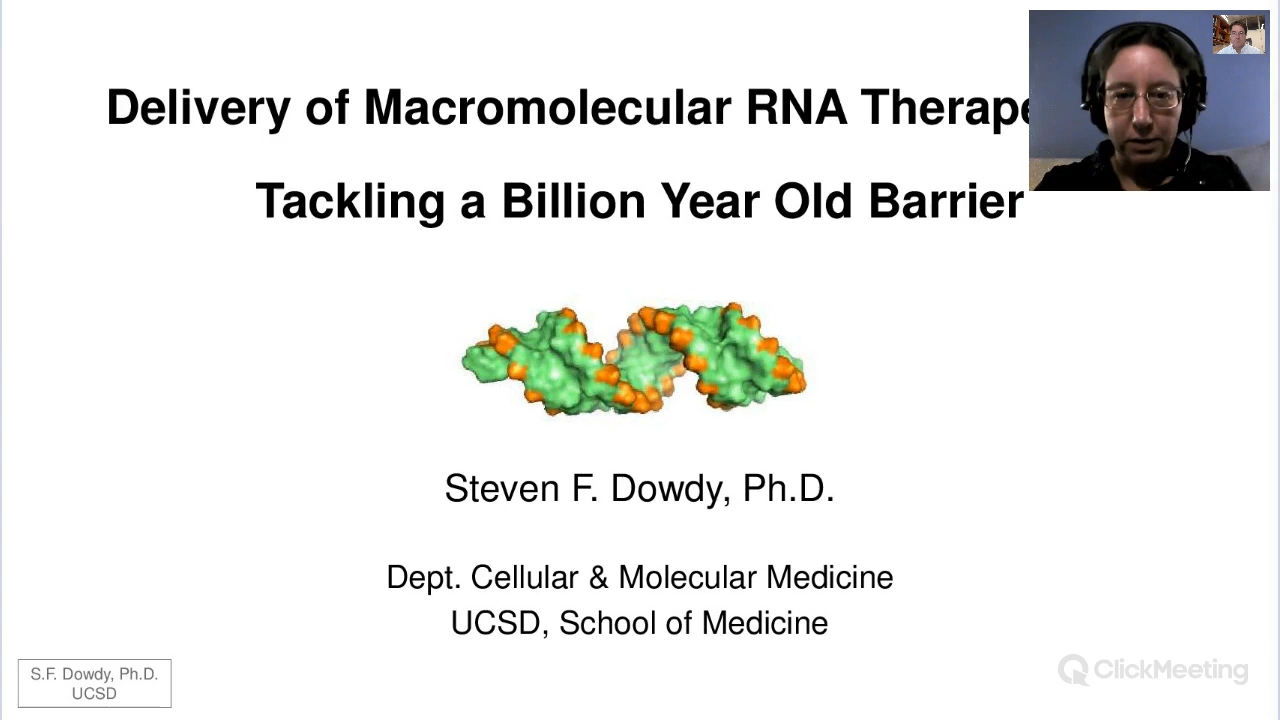 Delivery of Macromolecular RNA Therape
Tackling a Billion Year Old Barrier
Steven F. Dowdy, Ph.D.
Dept. Cellular & Molecular Medicine
UCSD, School of Medicine
S.F. Dowdy, Ph.D.
UCSD
ClickMeeting